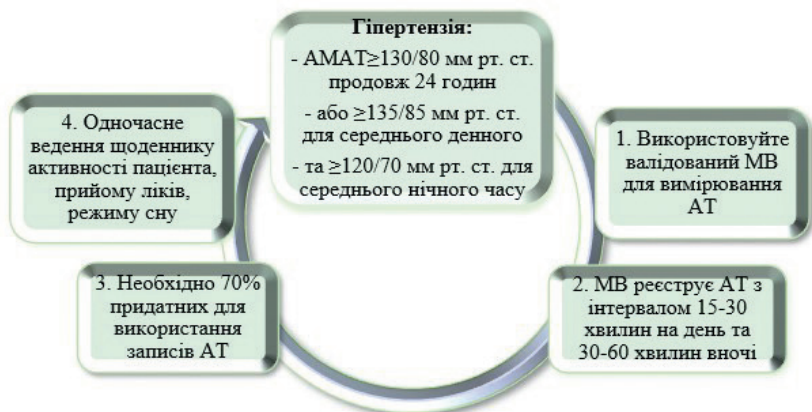 Гіпертензія:
- АМАТ≥130/80 мм рт. ст.
продовж 24 годин
- або ≥135/85 мм рт. ст.
для середнього денного
- та ≥120/70 мм рт. ст. для
середнього нічного часу
1. Використовуйте
валідований МВ
для вимірювання
АТ
2. МВ реєструє АТ з
інтервалом 15-30
хвилин на день та
30-60 хвилин вночі
3. Необхідно 70%
придатних для
використання
записів АТ
4. Одночасне
ведення щоденнику
активності пацієнта,
прийому ліків,
режиму сну